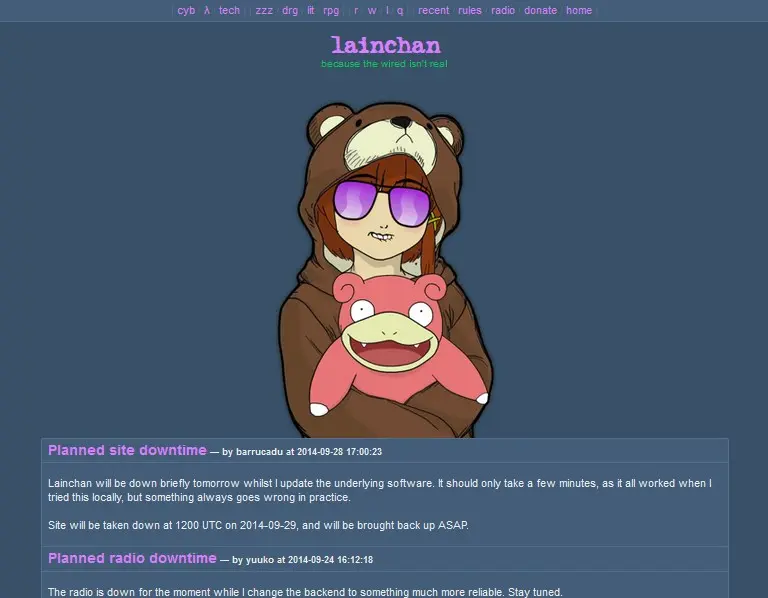 | cyb · λ · tech | | zzz · drg · lit · rpg | | r · w · l · q | | recent · rules · radio · donate · home |
lainchan
because the wired isn't real
Planned site downtime — by barrucadu at 2014-09-28 17:00:23
Lainchan will be down briefly tomorrow whilst I update the underlying software. It should only take a few minutes, as it all worked when I
tried this locally, but something always goes wrong in practice.
Site will be taken down at 1200 UTC on 2014-09-29, and will be brought back up ASAP.
Planned radio downtime — by yuuko at 2014-09-24 16:12:18
The radio is down for the moment while I change the backend to something much more reliable. Stay tuned.